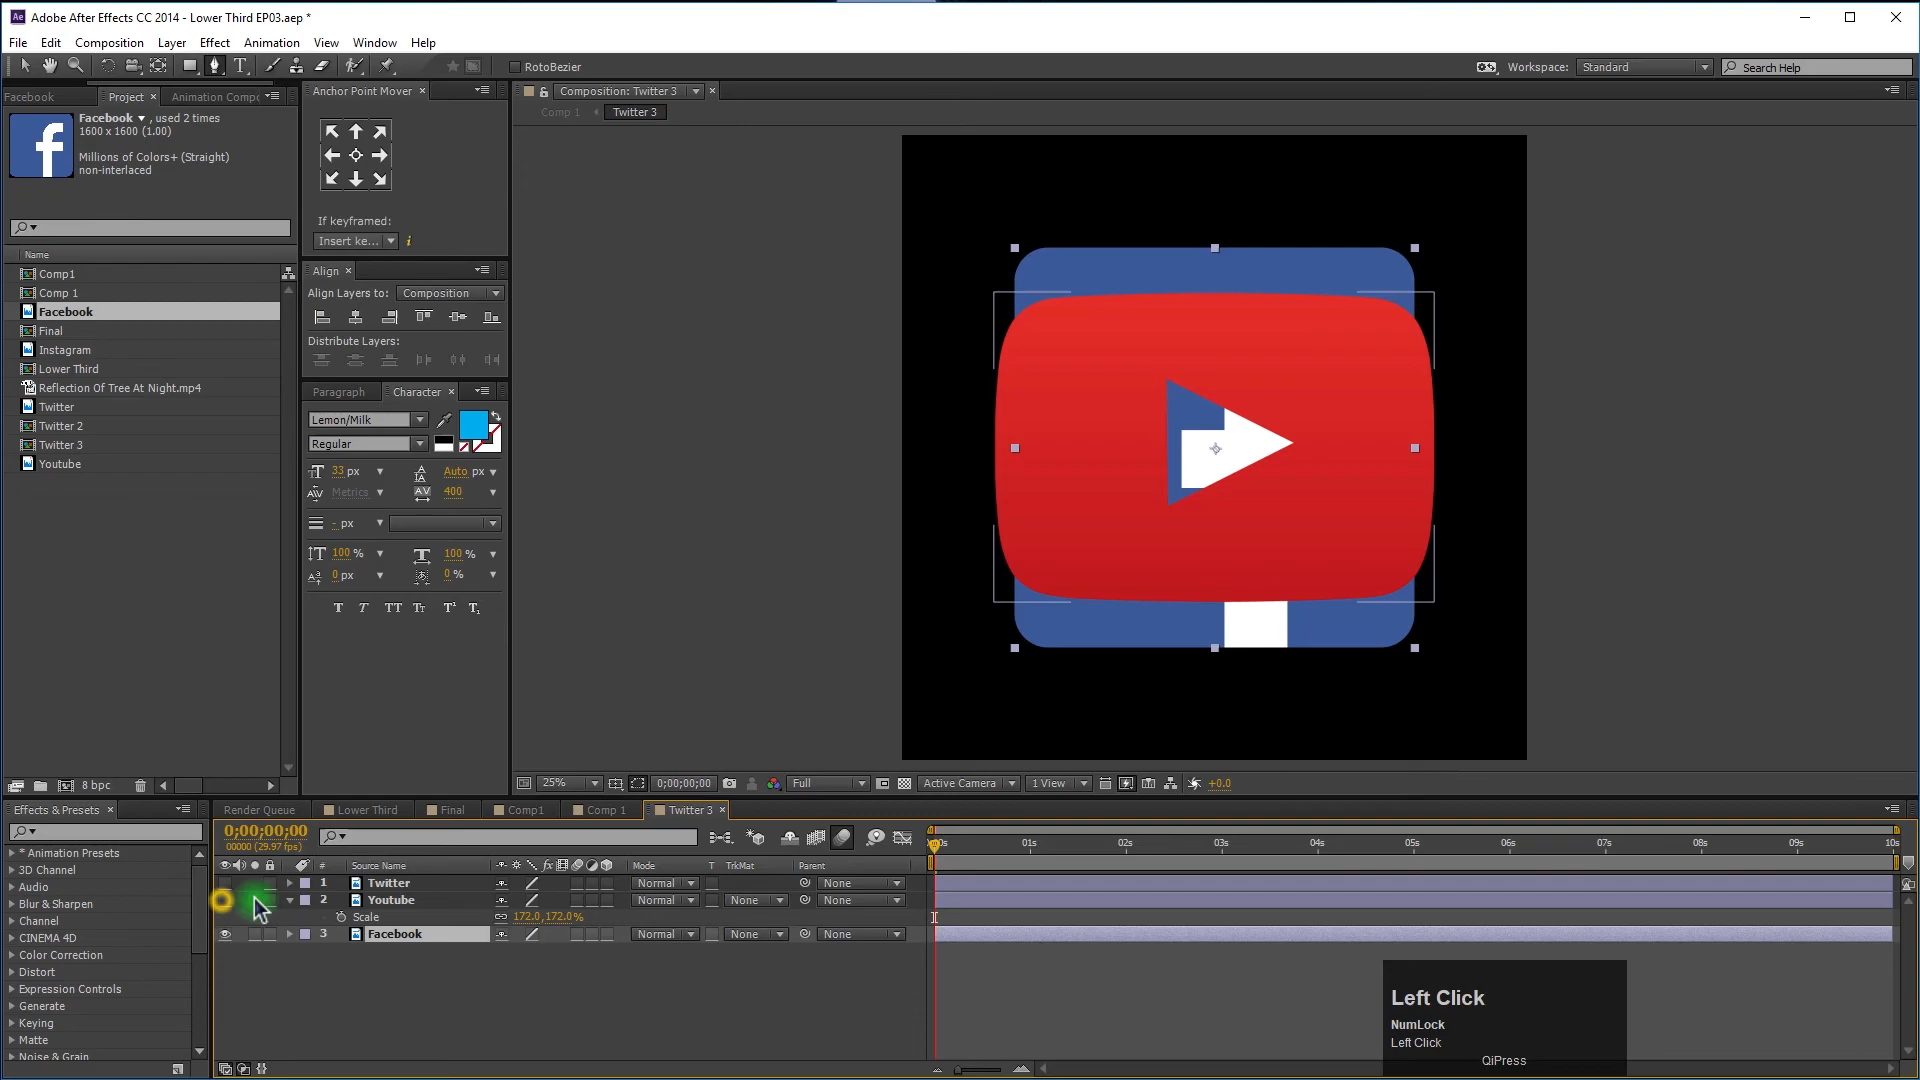 Adobe After Effects CC 2014 - Lower Third EP03.aep *
File Edit Composition Layer Effect Animation View Window Help
RotoBezier
Workspace: Standard
Search Help
Facebook Project × Animation Compo
Facebook ▼ , used 2 times
1600 x 1600 (1.00)
Millions of Colors+ (Straight)
non-interlaced
Name
Comp1
Comp 1
Facebook
Final
Instagram
Lower Third
Reflection Of Tree At Night.mp4
Twitter
Twitter 2
Twitter 3
Youtube
8 bpc
Anchor Point Mover ×
If keyframed:
Insert ke...
Align ×
Align Layers to: Composition
Distribute Layers:
Paragraph Character ×
Lemon/Milk
Regular
33 px Auto px
Metrics 400
- px
100 % 100 %
0 px 0 %
T T TT Tт T¹ T₁
Composition: Twitter 3
Comp 1 Twitter 3
25% 0;00;00;00 Full Active Camera 1 View +0.0
Effects & Presets ×
* Animation Presets
3D Channel
Audio
Blur & Sharpen
Channel
CINEMA 4D
Color Correction
Distort
Expression Controls
Generate
Keying
Matte
Noise & Grain
Render Queue Lower Third Final Comp1 Comp 1 Twitter 3 ×
0;00;00;00
00000 (29.97 fps)
# Source Name Mode T TrkMat Parent
1 Twitter Normal None
2 Youtube Normal None None
Scale 172.0,172.0%
3 Facebook Normal None None
00s 01s 02s 03s 04s 05s 06s 07s 08s 09s 10s
Left Click
NumLock
Left Click
QiPress